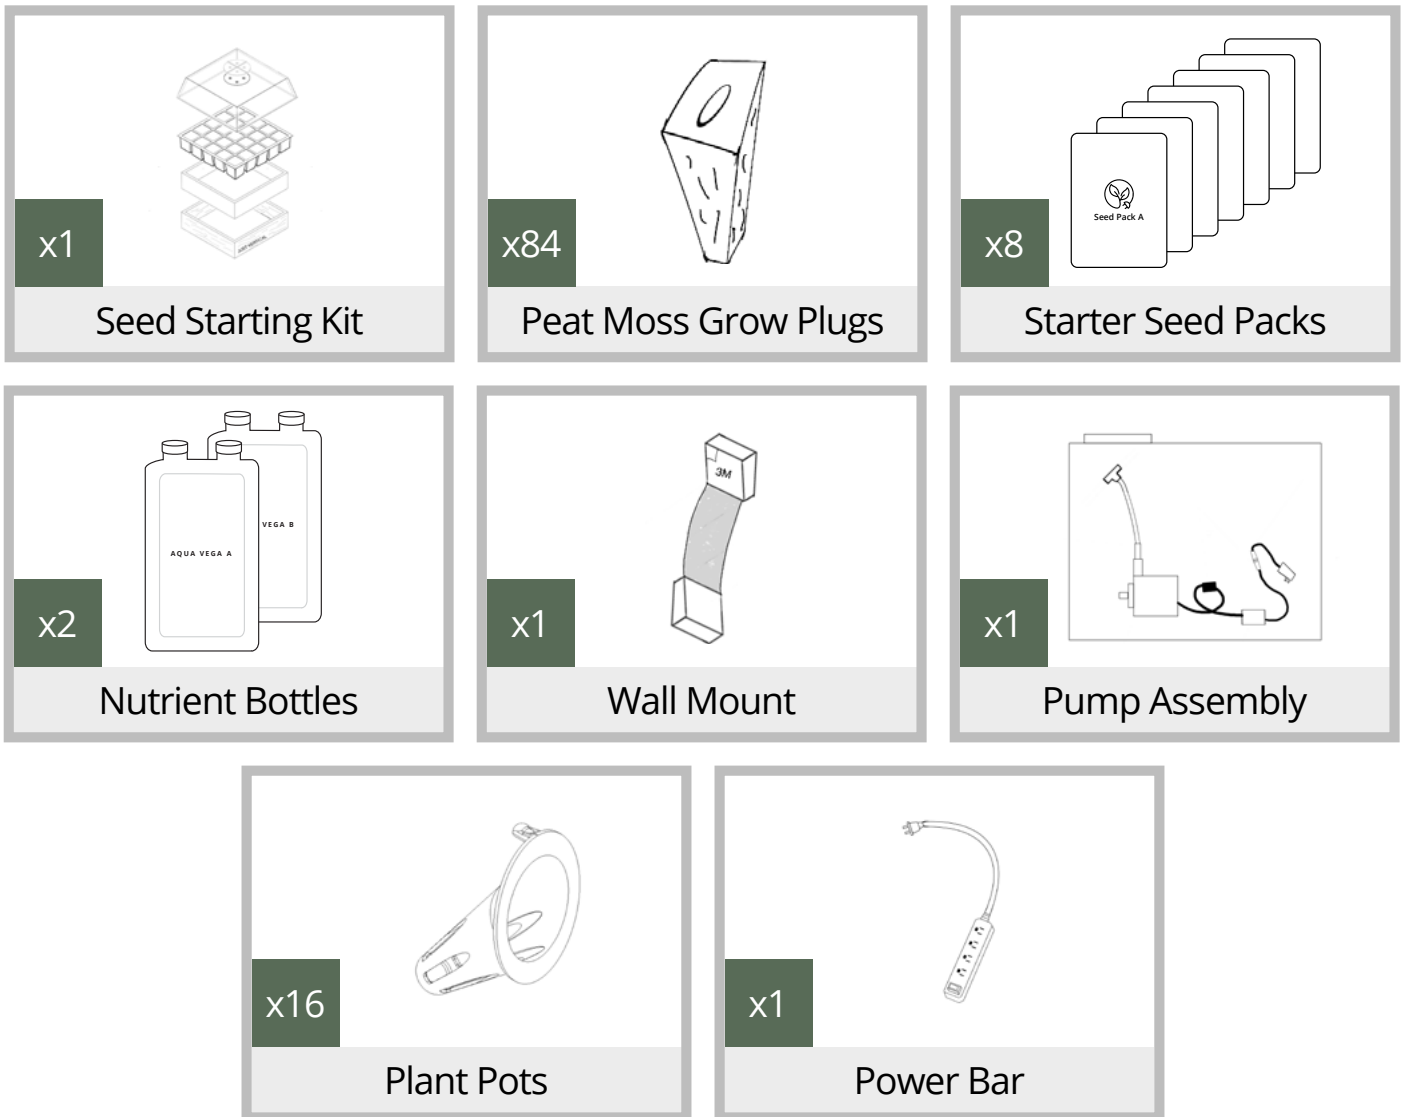 x1
Seed Starting Kit
x84
Peat Moss Grow Plugs
Seed Pack A
x8
Starter Seed Packs
AQUA VEGA A
VEGA B
x2
Nutrient Bottles
3M
x1
Wall Mount
x1
Pump Assembly
x16
Plant Pots
x1
Power Bar